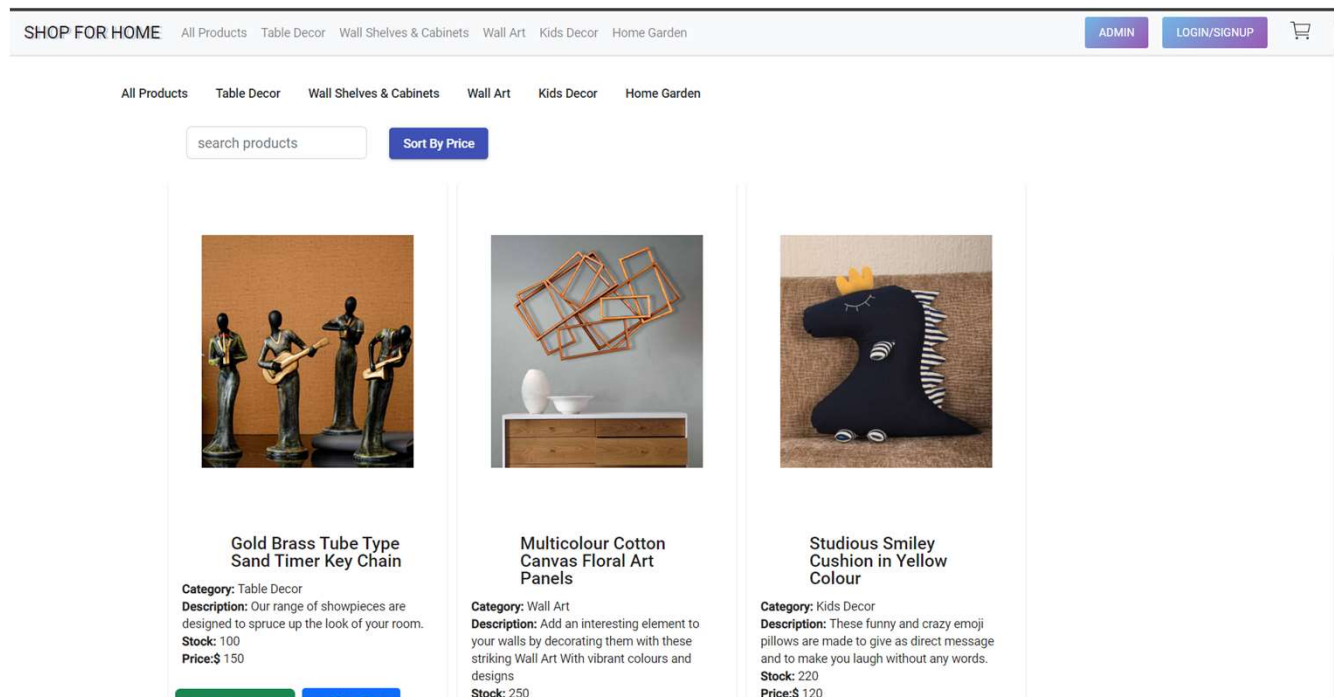 SHOP FOR HOME All Products Table Decor Wall Shelves & Cabinets Wall Art Kids Decor Home Garden ADMIN LOGIN/SIGNUP
All Products Table Decor Wall Shelves & Cabinets Wall Art Kids Decor Home Garden
search products Sort By Price
Gold Brass Tube Type
Sand Timer Key Chain
Category: Table Decor
Description: Our range of showpieces are
designed to spruce up the look of your room.
Stock: 100
Price:$ 150
Multicolour Cotton
Canvas Floral Art
Panels
Category: Wall Art
Description: Add an interesting element to
your walls by decorating them with these
striking Wall Art With vibrant colours and
designs
Stock: 250
Studious Smiley
Cushion in Yellow
Colour
Category: Kids Decor
Description: These funny and crazy emoji
pillows are made to give as direct message
and to make you laugh without any words.
Stock: 220
Price:$ 120